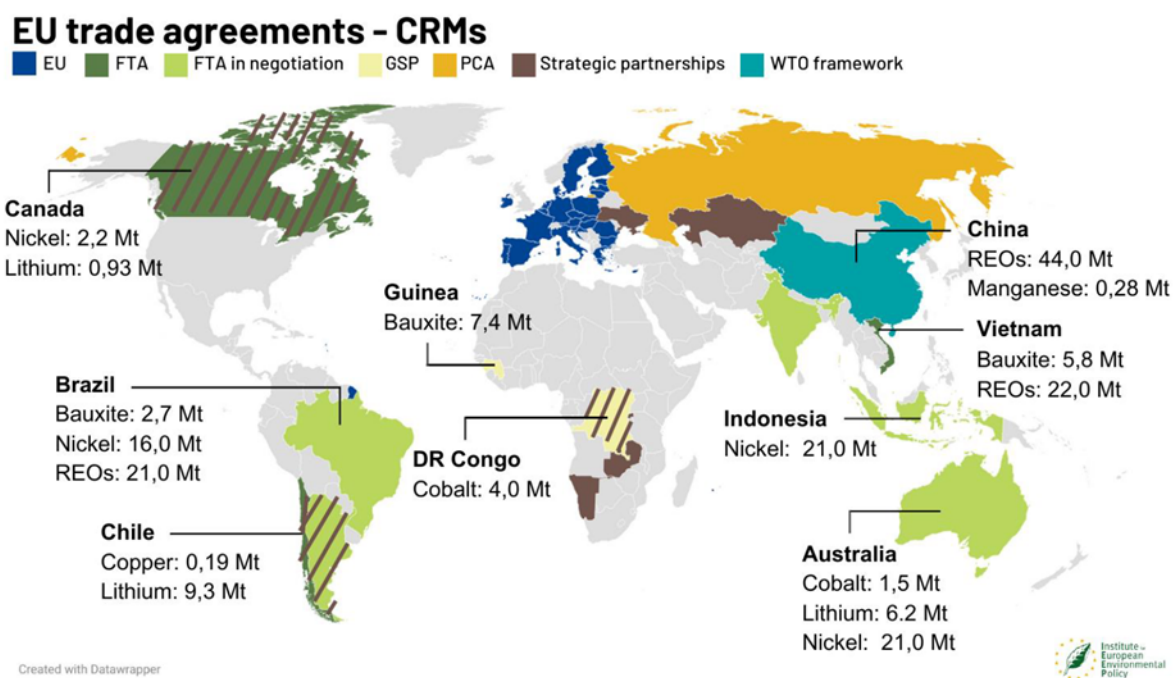 EU trade agreements - CRMs
EU FTA FTA in negotiation GSP PCA Strategic partnerships WTO framework
Canada
Nickel: 2,2 Mt
Lithium: 0,93 Mt
China
REOs: 44,0 Mt
Manganese: 0,28 Mt
Guinea
Bauxite: 7,4 Mt
Vietnam
Bauxite: 5,8 Mt
REOs: 22,0 Mt
Brazil
Bauxite: 2,7 Mt
Nickel: 16,0 Mt
REOs: 21,0 Mt
Indonesia
Nickel: 21,0 Mt
DR Congo
Cobalt: 4,0 Mt
Chile
Copper: 0,19 Mt
Lithium: 9,3 Mt
Australia
Cobalt: 1,5 Mt
Lithium: 6.2 Mt
Nickel: 21,0 Mt
Created with Datawrapper
Institute for
European
Environmental
Policy